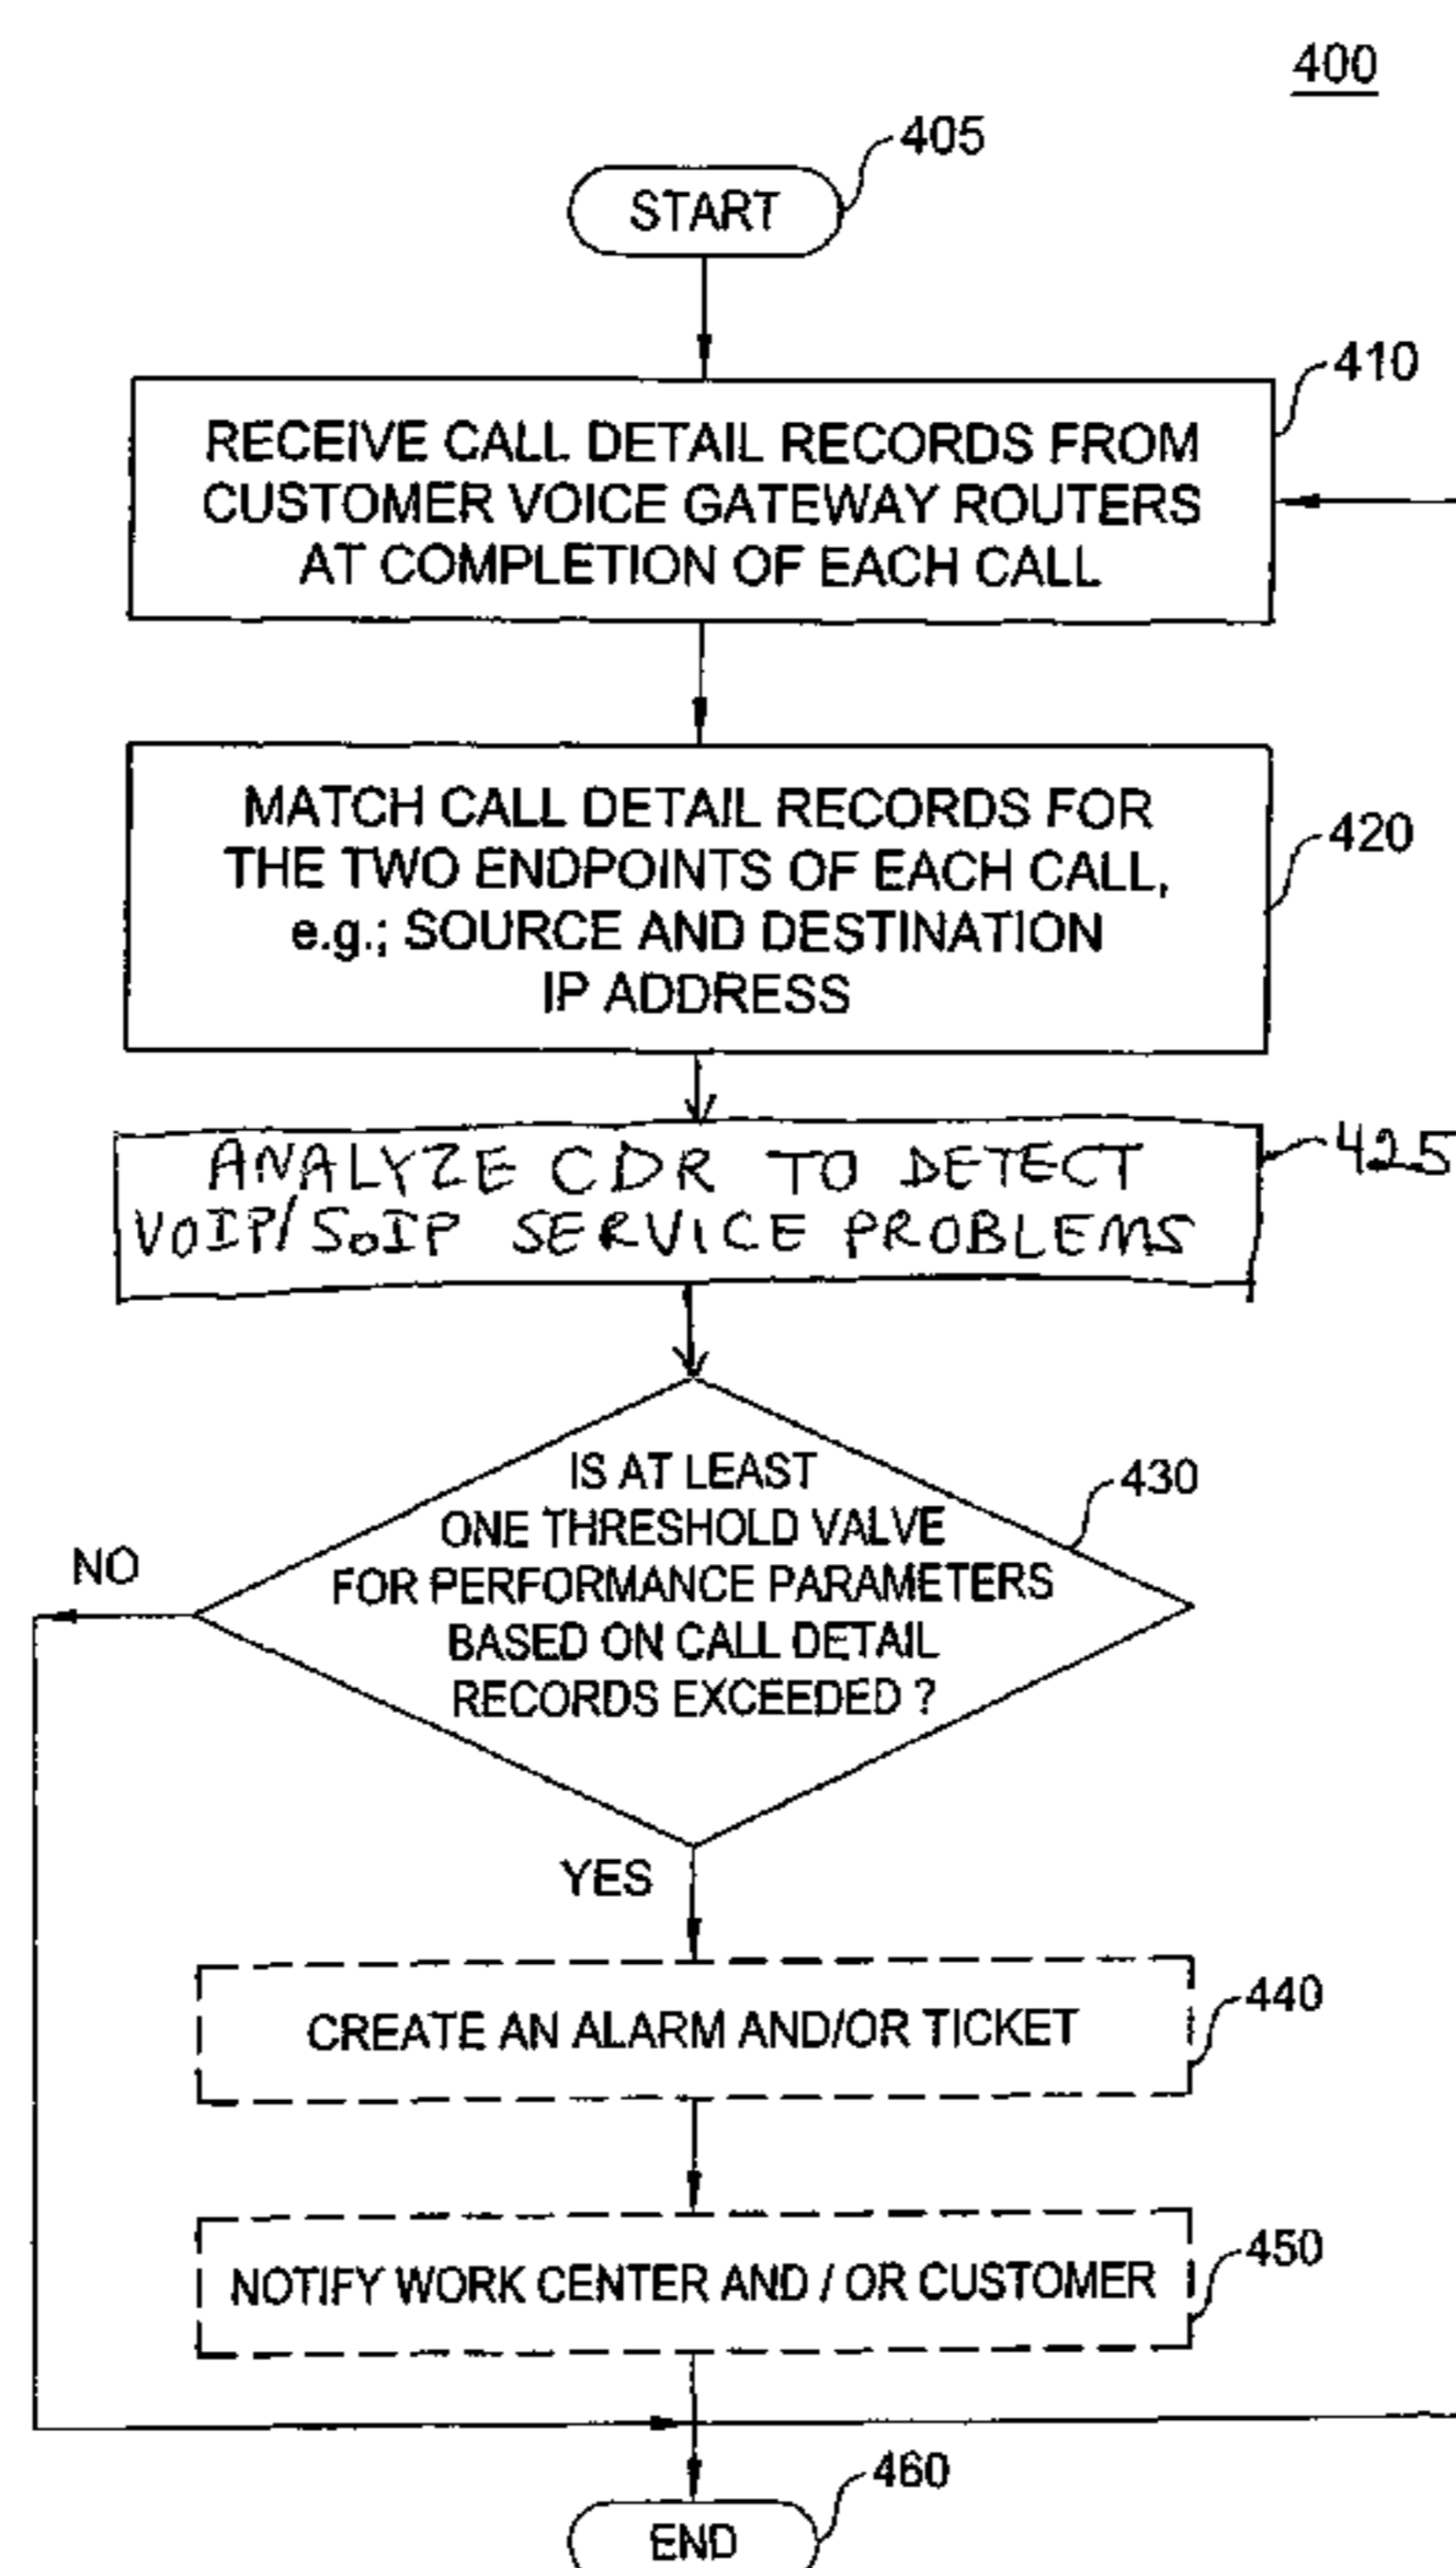 400
405
START
410
RECEIVE CALL DETAIL RECORDS FROM
CUSTOMER VOICE GATEWAY ROUTERS
AT COMPLETION OF EACH CALL
MATCH CALL DETAIL RECORDS FOR
THE TWO ENDPOINTS OF EACH CALL,
e.g.; SOURCE AND DESTINATION
IP ADDRESS
420
ANALYZE CDR TO DETECT
VOIP/SoIP SERVICE PROBLEMS
425
IS AT LEAST
ONE THRESHOLD VALVE
FOR PERFORMANCE PARAMETERS
BASED ON CALL DETAIL
RECORDS EXCEEDED ?
430
NO
YES
CREATE AN ALARM AND/OR TICKET
440
NOTIFY WORK CENTER AND / OR CUSTOMER
450
460
END